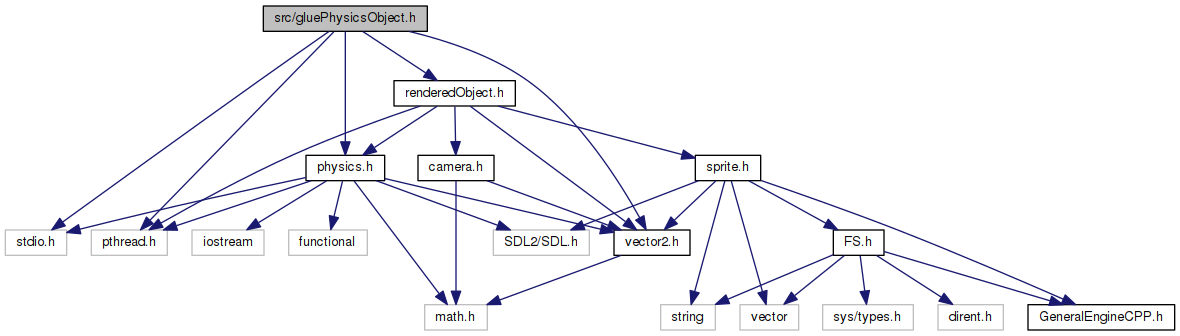 src/gluePhysicsObject.h
renderedObject.h
physics.h
camera.h
sprite.h
stdio.h
pthread.h
iostream
functional
SDL2/SDL.h
vector2.h
FS.h
math.h
string
vector
sys/types.h
dirent.h
GeneralEngineCPP.h